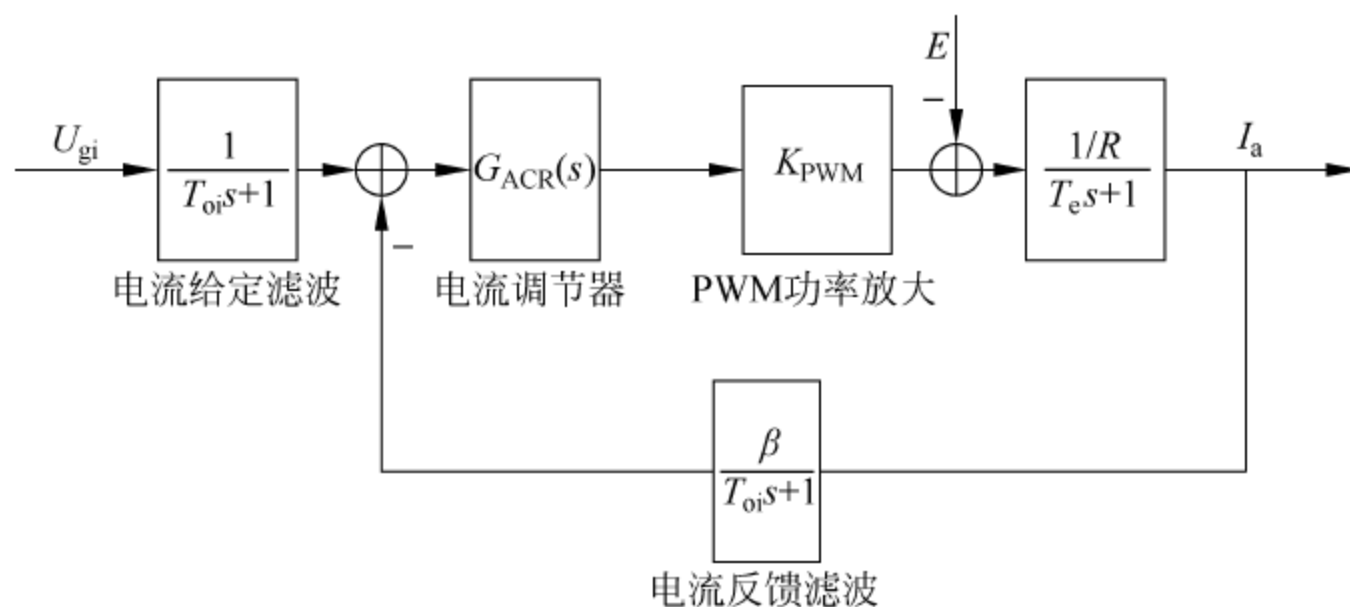 U_gi
1
T_oi s+1
电流给定滤波
−
G_ACR(s)
电流调节器
K_PWM
PWM功率放大
E
−
1/R
T_e s+1
I_a
β
T_oi s+1
电流反馈滤波